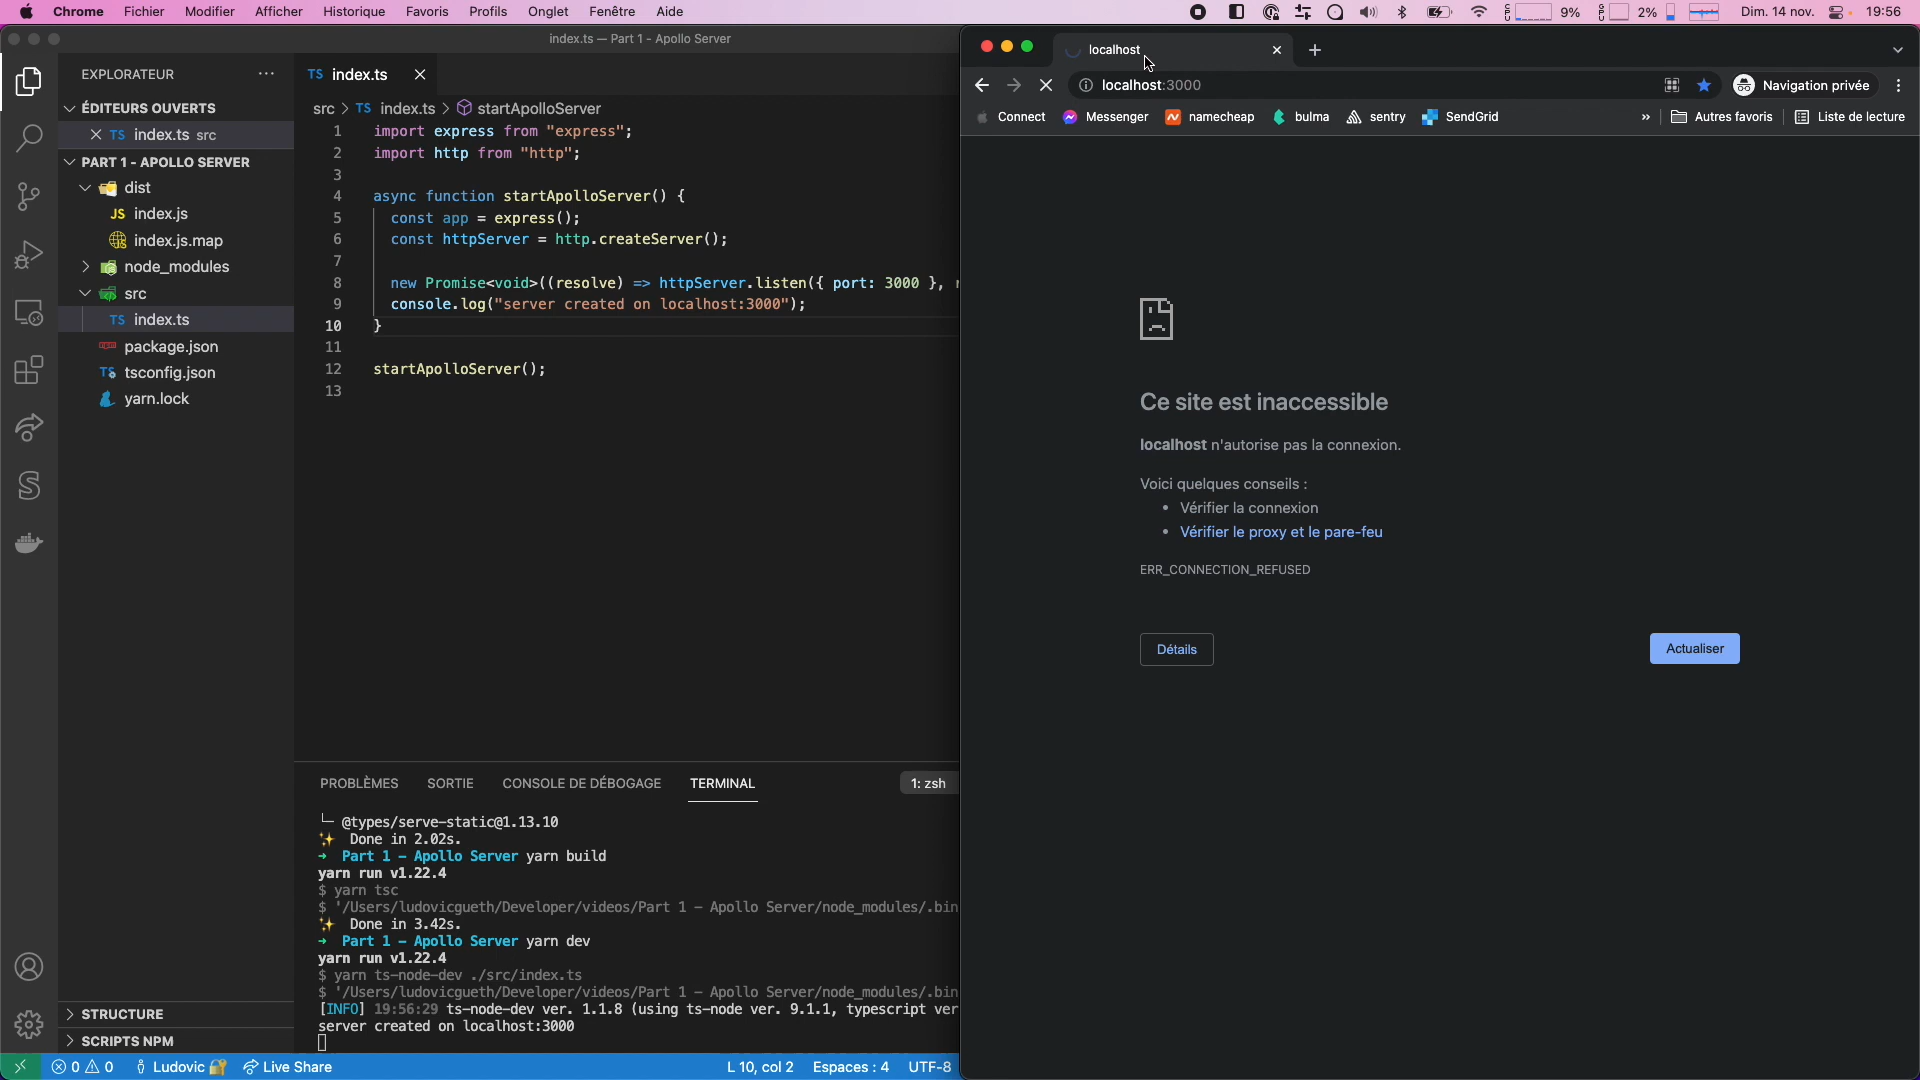 Chrome Fichier Modifier Afficher Historique Favoris Profils Onglet Fenêtre Aide 9% 2% Dim. 14 nov. 19:56
index.ts — Part 1 - Apollo Server
EXPLORATEUR
ÉDITEURS OUVERTS
TS index.ts src
PART 1 - APOLLO SERVER
dist
JS index.js
index.js.map
node_modules
src
TS index.ts
package.json
TS tsconfig.json
yarn.lock
STRUCTURE
SCRIPTS NPM
TS index.ts
src > TS index.ts > startApolloServer
1 import express from "express";
2 import http from "http";
3
4 async function startApolloServer() {
5 const app = express();
6 const httpServer = http.createServer();
7
8 new Promise<void>((resolve) => httpServer.listen({ port: 3000 },
9 console.log("server created on localhost:3000");
10 }
11
12 startApolloServer();
13
PROBLÈMES SORTIE CONSOLE DE DÉBOGAGE TERMINAL 1: zsh
└─ @types/serve-static@1.13.10
✨ Done in 2.02s.
➜ Part 1 - Apollo Server yarn build
yarn run v1.22.4
$ yarn tsc
$ '/Users/ludovicgueth/Developer/videos/Part 1 - Apollo Server/node_modules/.bin
✨ Done in 3.42s.
➜ Part 1 - Apollo Server yarn dev
yarn run v1.22.4
$ yarn ts-node-dev ./src/index.ts
$ '/Users/ludovicgueth/Developer/videos/Part 1 - Apollo Server/node_modules/.bin
[INFO] 19:56:29 ts-node-dev ver. 1.1.8 (using ts-node ver. 9.1.1, typescript ver
server created on localhost:3000
0 0 Ludovic Live Share L 10, col 2 Espaces : 4 UTF-8
localhost
localhost:3000 Navigation privée
Connect Messenger namecheap bulma sentry SendGrid » Autres favoris Liste de lecture
Ce site est inaccessible
localhost n'autorise pas la connexion.
Voici quelques conseils :
• Vérifier la connexion
• Vérifier le proxy et le pare-feu
ERR_CONNECTION_REFUSED
Détails Actualiser